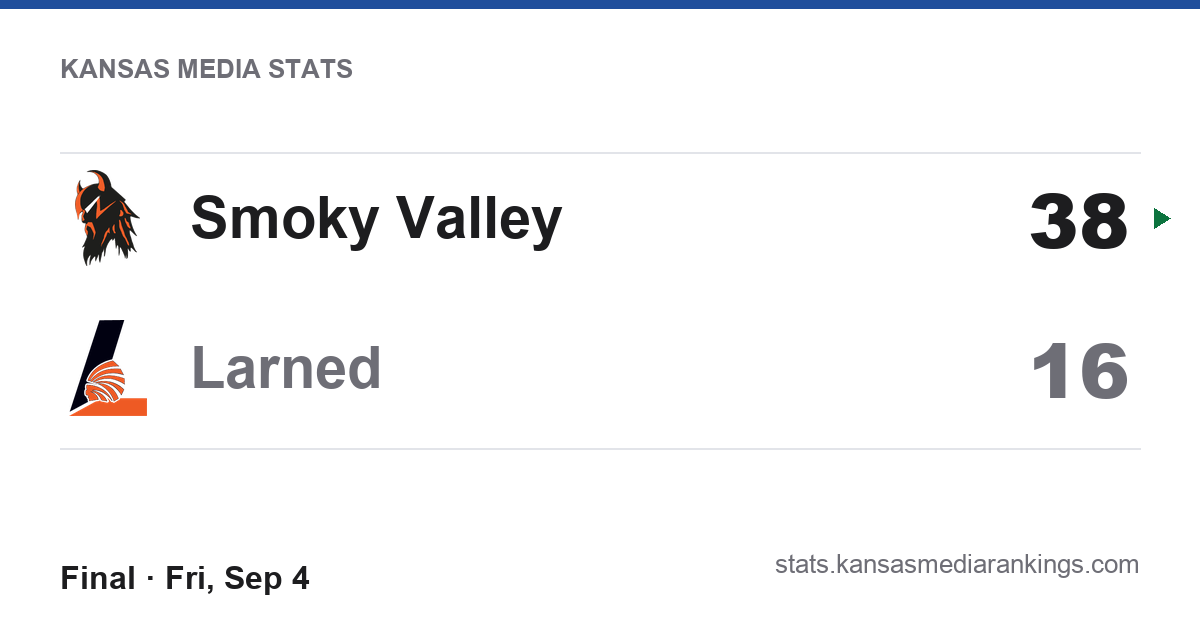 KANSAS MEDIA STATS
Smoky Valley 38
Larned 16
Final · Fri, Sep 4
stats.kansasmediarankings.com